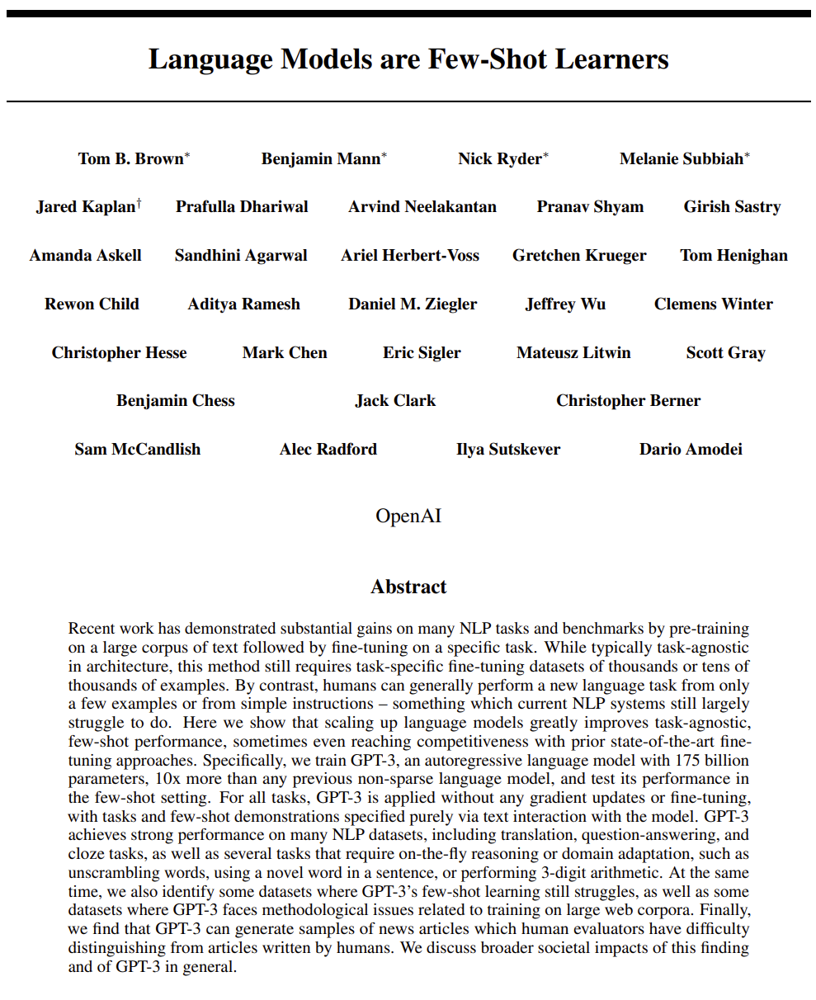 Language Models are Few-Shot Learners
Tom B. Brown∗ Benjamin Mann∗ Nick Ryder∗ Melanie Subbiah∗
Jared Kaplan† Prafulla Dhariwal Arvind Neelakantan Pranav Shyam Girish Sastry
Amanda Askell Sandhini Agarwal Ariel Herbert-Voss Gretchen Krueger Tom Henighan
Rewon Child Aditya Ramesh Daniel M. Ziegler Jeffrey Wu Clemens Winter
Christopher Hesse Mark Chen Eric Sigler Mateusz Litwin Scott Gray
Benjamin Chess Jack Clark Christopher Berner
Sam McCandlish Alec Radford Ilya Sutskever Dario Amodei
OpenAI
Abstract
Recent work has demonstrated substantial gains on many NLP tasks and benchmarks by pre-training
on a large corpus of text followed by fine-tuning on a specific task. While typically task-agnostic
in architecture, this method still requires task-specific fine-tuning datasets of thousands or tens of
thousands of examples. By contrast, humans can generally perform a new language task from only
a few examples or from simple instructions – something which current NLP systems still largely
struggle to do. Here we show that scaling up language models greatly improves task-agnostic,
few-shot performance, sometimes even reaching competitiveness with prior state-of-the-art fine-
tuning approaches. Specifically, we train GPT-3, an autoregressive language model with 175 billion
parameters, 10x more than any previous non-sparse language model, and test its performance in
the few-shot setting. For all tasks, GPT-3 is applied without any gradient updates or fine-tuning,
with tasks and few-shot demonstrations specified purely via text interaction with the model. GPT-3
achieves strong performance on many NLP datasets, including translation, question-answering, and
cloze tasks, as well as several tasks that require on-the-fly reasoning or domain adaptation, such as
unscrambling words, using a novel word in a sentence, or performing 3-digit arithmetic. At the same
time, we also identify some datasets where GPT-3's few-shot learning still struggles, as well as some
datasets where GPT-3 faces methodological issues related to training on large web corpora. Finally,
we find that GPT-3 can generate samples of news articles which human evaluators have difficulty
distinguishing from articles written by humans. We discuss broader societal impacts of this finding
and of GPT-3 in general.